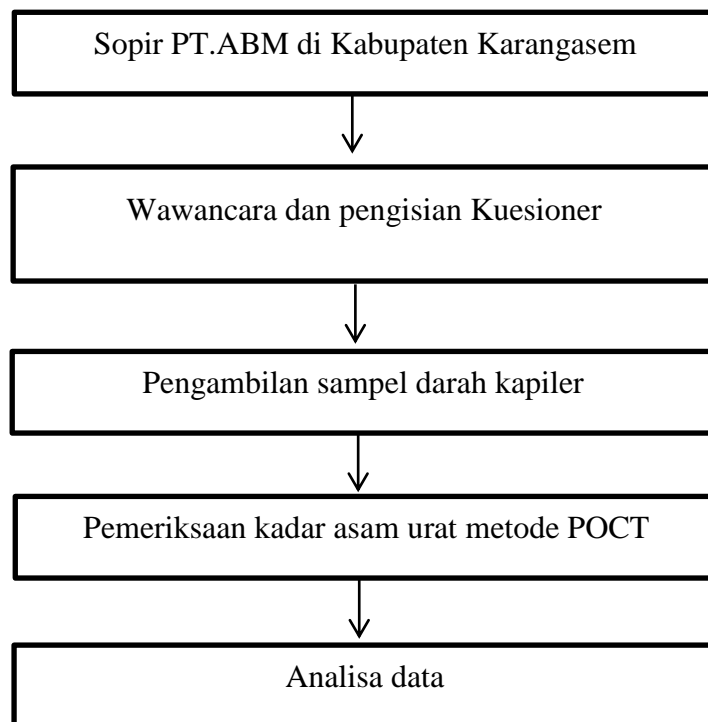 Sopir PT.ABM di Kabupaten Karangasem
Wawancara dan pengisian Kuesioner
Pengambilan sampel darah kapiler
Pemeriksaan kadar asam urat metode POCT
Analisa data